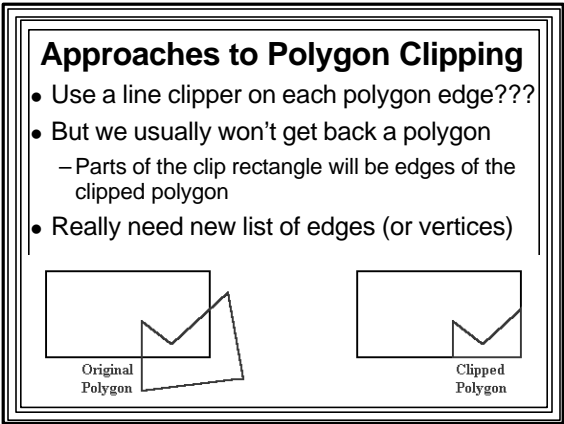 Approaches to Polygon Clipping
● Use a line clipper on each polygon edge???
● But we usually won't get back a polygon
– Parts of the clip rectangle will be edges of the
clipped polygon
● Really need new list of edges (or vertices)
Original
Polygon
Clipped
Polygon